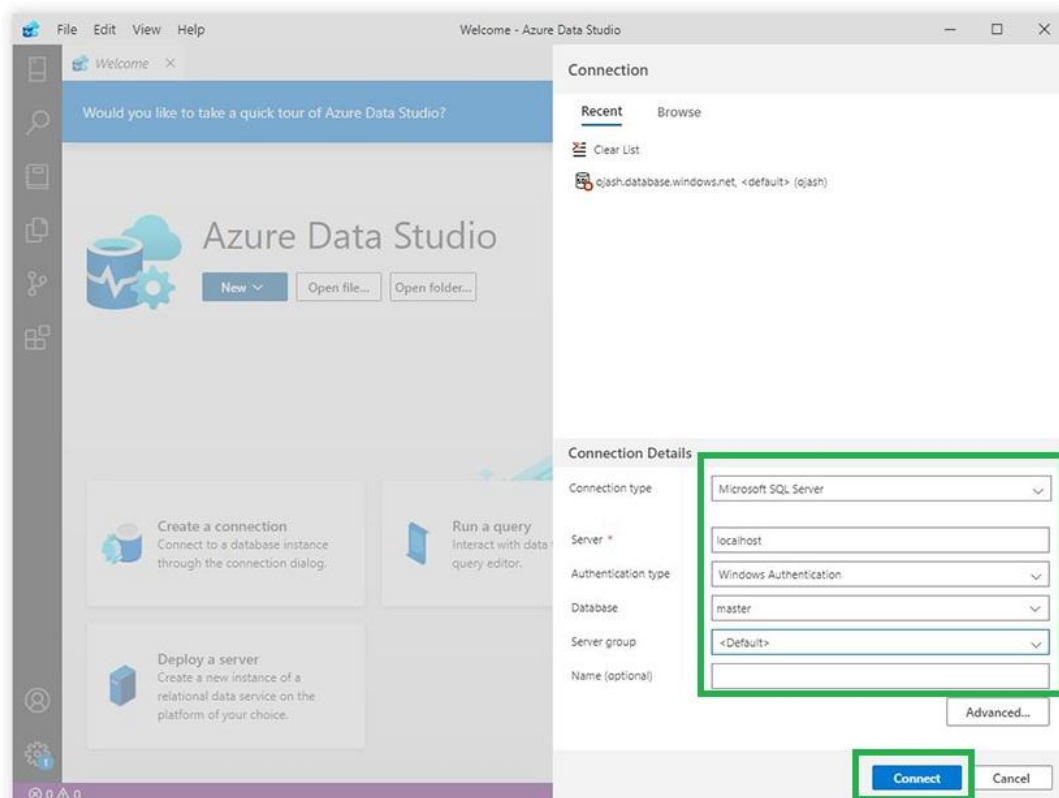 File Edit View Help
Welcome - Azure Data Studio
Welcome
Would you like to take a quick tour of Azure Data Studio?
Azure Data Studio
New
Open file...
Open folder...
Create a connection
Connect to a database instance
through the connection dialog.
Run a query
Interact with data
query editor.
Deploy a server
Create a new instance of a
relational data service on the
platform of your choice.
1
0 0
Connection
Recent Browse
Clear List
ojash.database.windows.net, <default> (ojash)
Connection Details
Connection type Microsoft SQL Server
Server * localhost
Authentication type Windows Authentication
Database master
Server group <Default>
Name (optional)
Advanced...
Connect Cancel